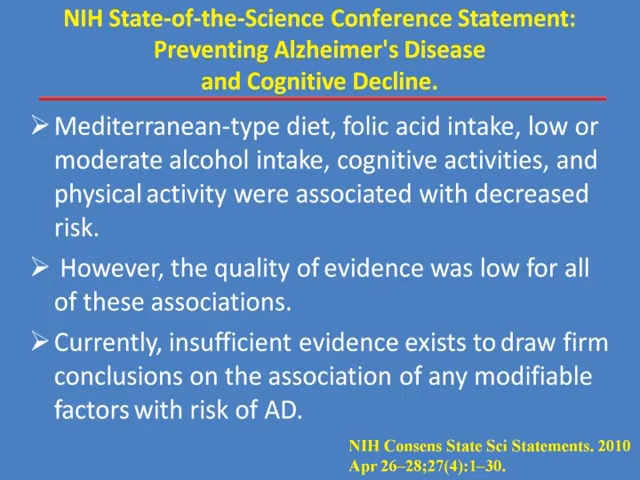 NIH State-of-the-Science Conference Statement:
Preventing Alzheimer's Disease
and Cognitive Decline.
➢ Mediterranean-type diet, folic acid intake, low or
moderate alcohol intake, cognitive activities, and
physical activity were associated with decreased
risk.
➢ However, the quality of evidence was low for all
of these associations.
➢ Currently, insufficient evidence exists to draw firm
conclusions on the association of any modifiable
factors with risk of AD.
NIH Consens State Sci Statements. 2010
Apr 26–28;27(4):1–30.